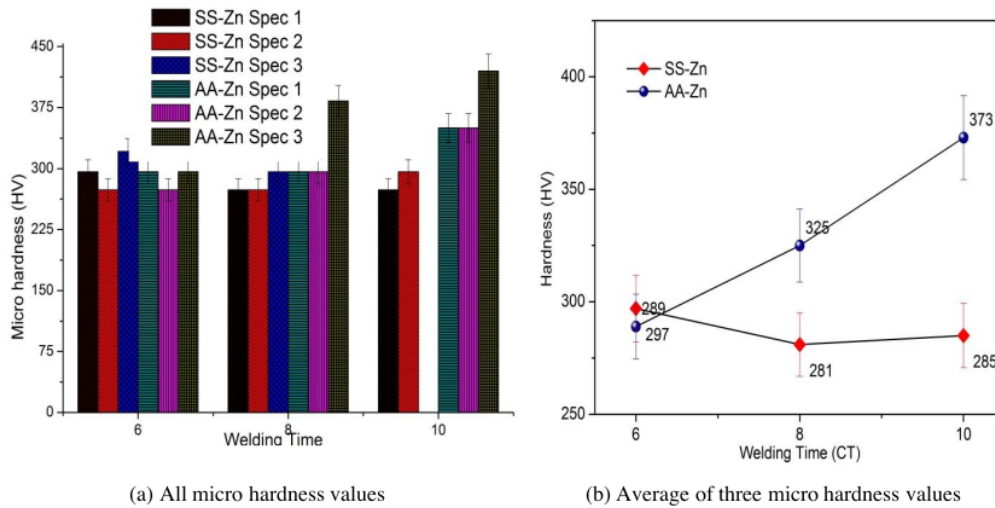 SS-Zn Spec 1
SS-Zn Spec 2
SS-Zn Spec 3
AA-Zn Spec 1
AA-Zn Spec 2
AA-Zn Spec 3
450
375
300
225
150
75
0
Micro hardness (HV)
6
8
10
Welding Time
(a) All micro hardness values
SS-Zn
AA-Zn
400
350
300
250
Hardness (HV)
373
325
289
297
281
285
6
8
10
Welding Time (CT)
(b) Average of three micro hardness values